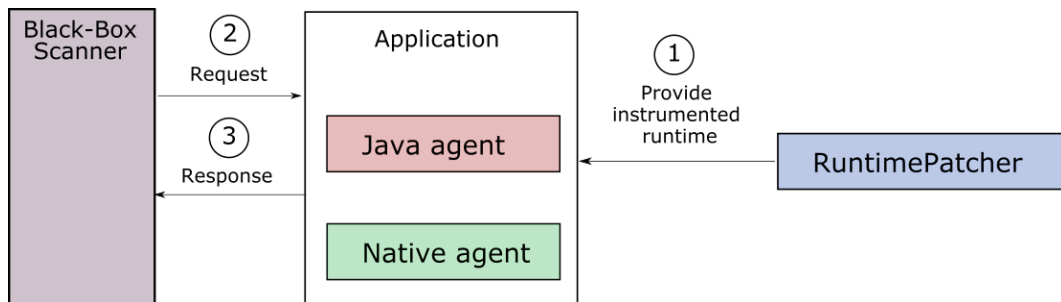 Black-Box
Scanner
2
Request
3
Response
Application
Java agent
Native agent
1
Provide
instrumented
runtime
RuntimePatcher